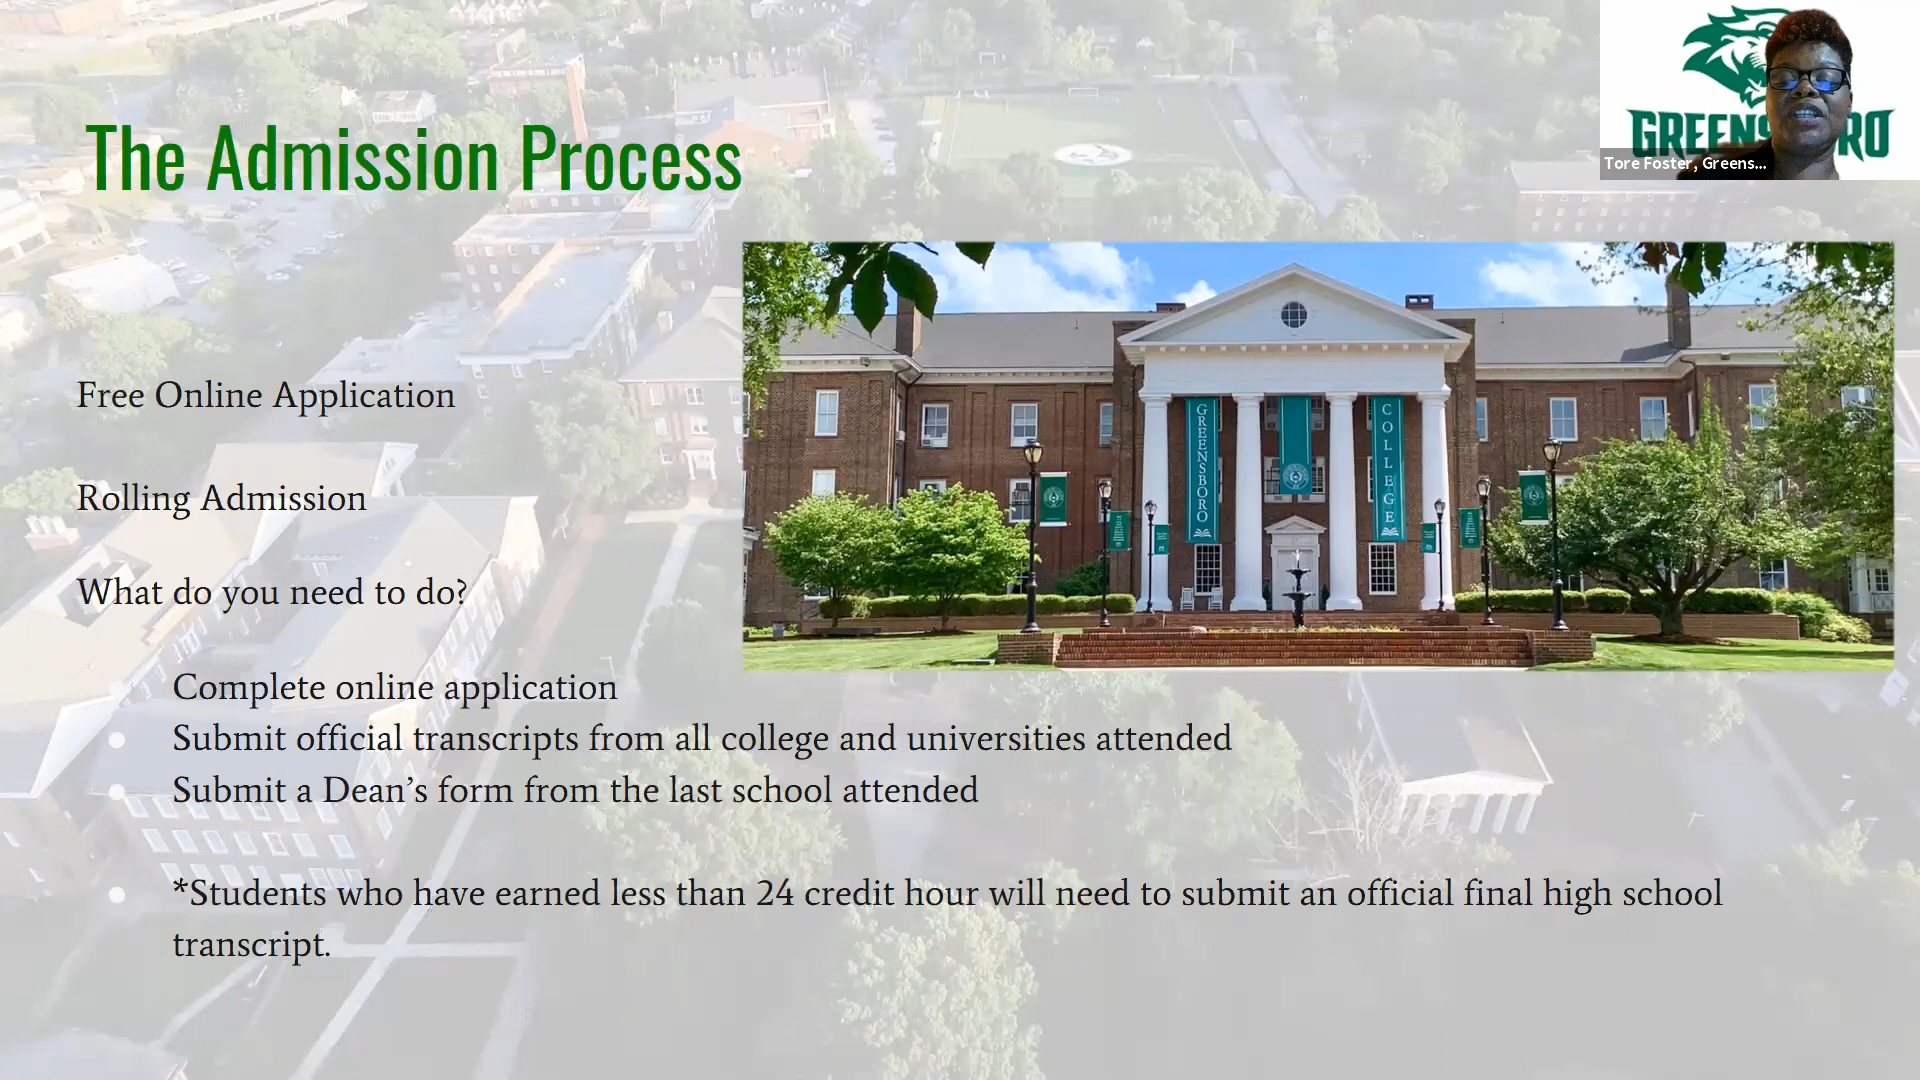 The Admission Process
GREENS RO
Tore Foster, Greens...
GREENSBORO
COLLEGE
Free Online Application
Rolling Admission
What do you need to do?
Complete online application
Submit official transcripts from all college and universities attended
Submit a Dean’s form from the last school attended
*Students who have earned less than 24 credit hour will need to submit an official final high school
transcript.